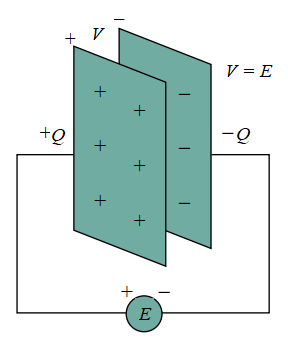 + V −
V = E
+Q
−Q
+ + + + + +
− − −
+ −
E